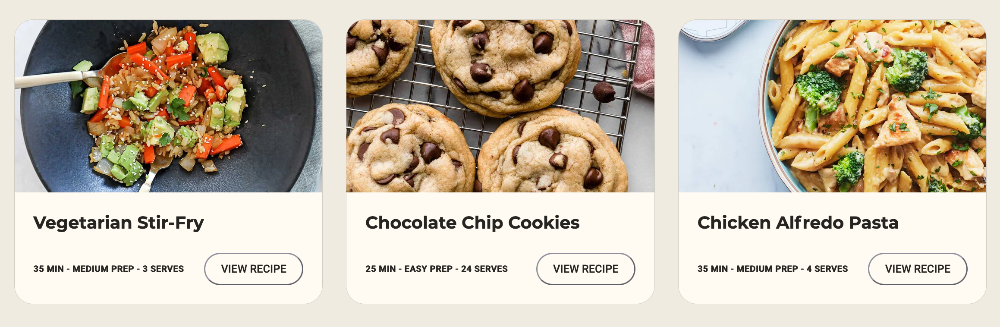 Vegetarian Stir-Fry
35 MIN - MEDIUM PREP - 3 SERVES
VIEW RECIPE
Chocolate Chip Cookies
25 MIN - EASY PREP - 24 SERVES
VIEW RECIPE
Chicken Alfredo Pasta
35 MIN - MEDIUM PREP - 4 SERVES
VIEW RECIPE